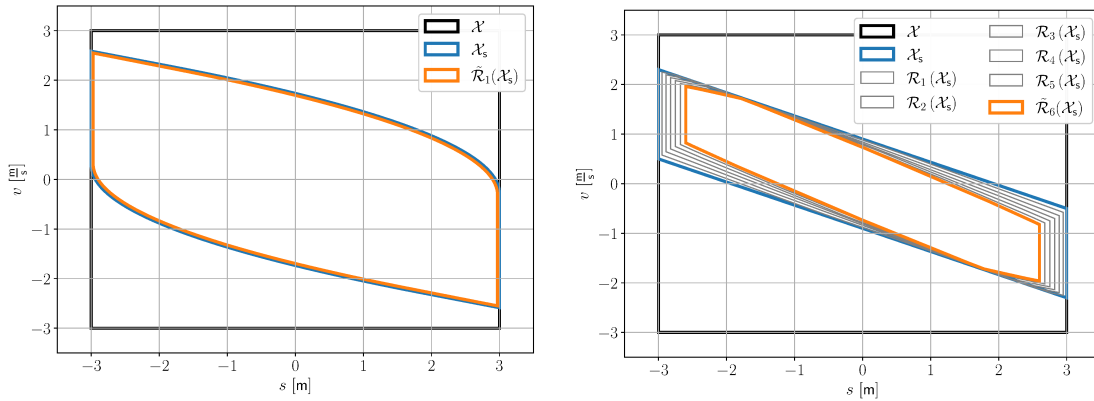 3
2
1
0
−1
−2
−3
v [m/s]
−3 −2 −1 0 1 2 3
s [m]
𝒳
𝒳ₛ
ℛ̃₁(𝒳ₛ)
3
2
1
0
−1
−2
−3
v [m/s]
−3 −2 −1 0 1 2 3
s [m]
𝒳
𝒳ₛ
ℛ₁ (𝒳ₛ)
ℛ₂ (𝒳ₛ)
ℛ₃ (𝒳ₛ)
ℛ₄ (𝒳ₛ)
ℛ₅ (𝒳ₛ)
ℛ̃₆(𝒳ₛ)